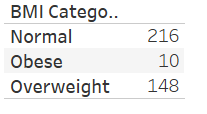 BMI Catego..
Normal 216
Obese 10
Overweight 148